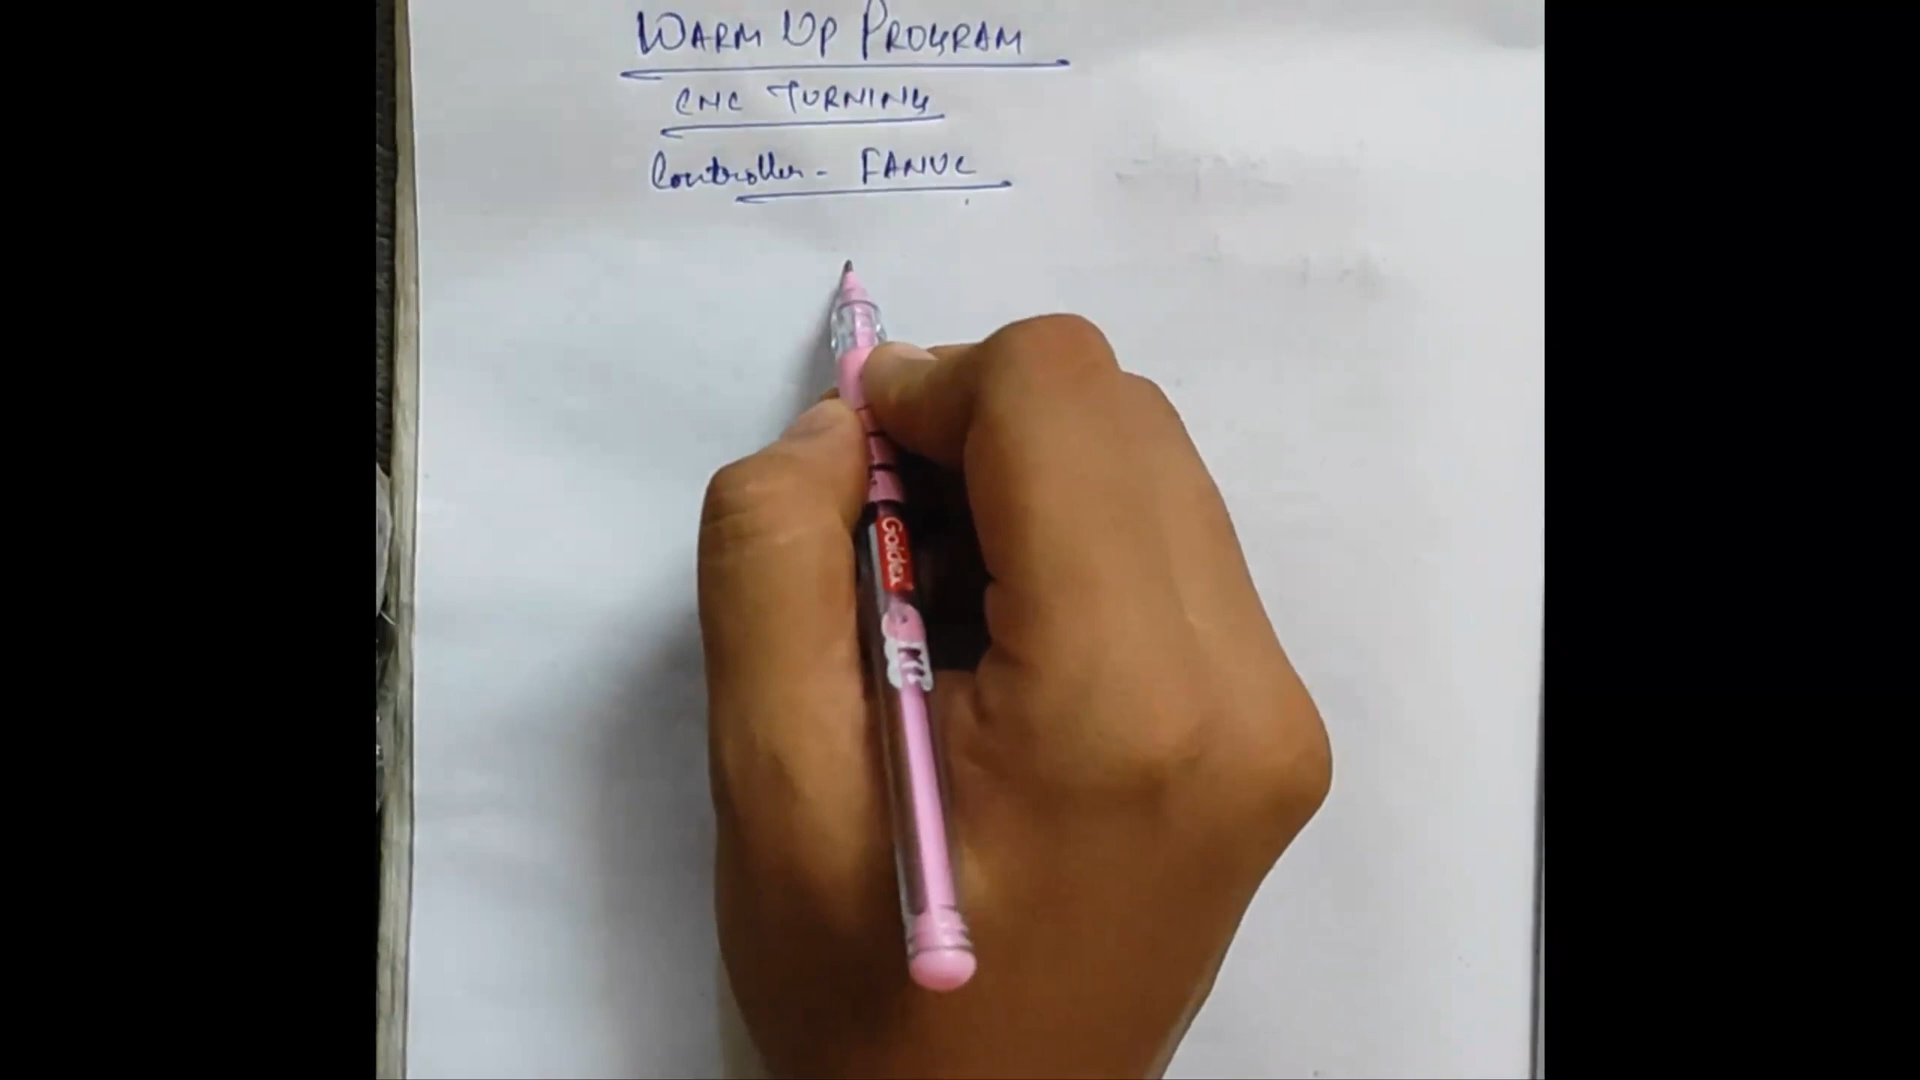 WARM UP PROGRAM
CNC TURNING
Controller - FANUC
Goldex